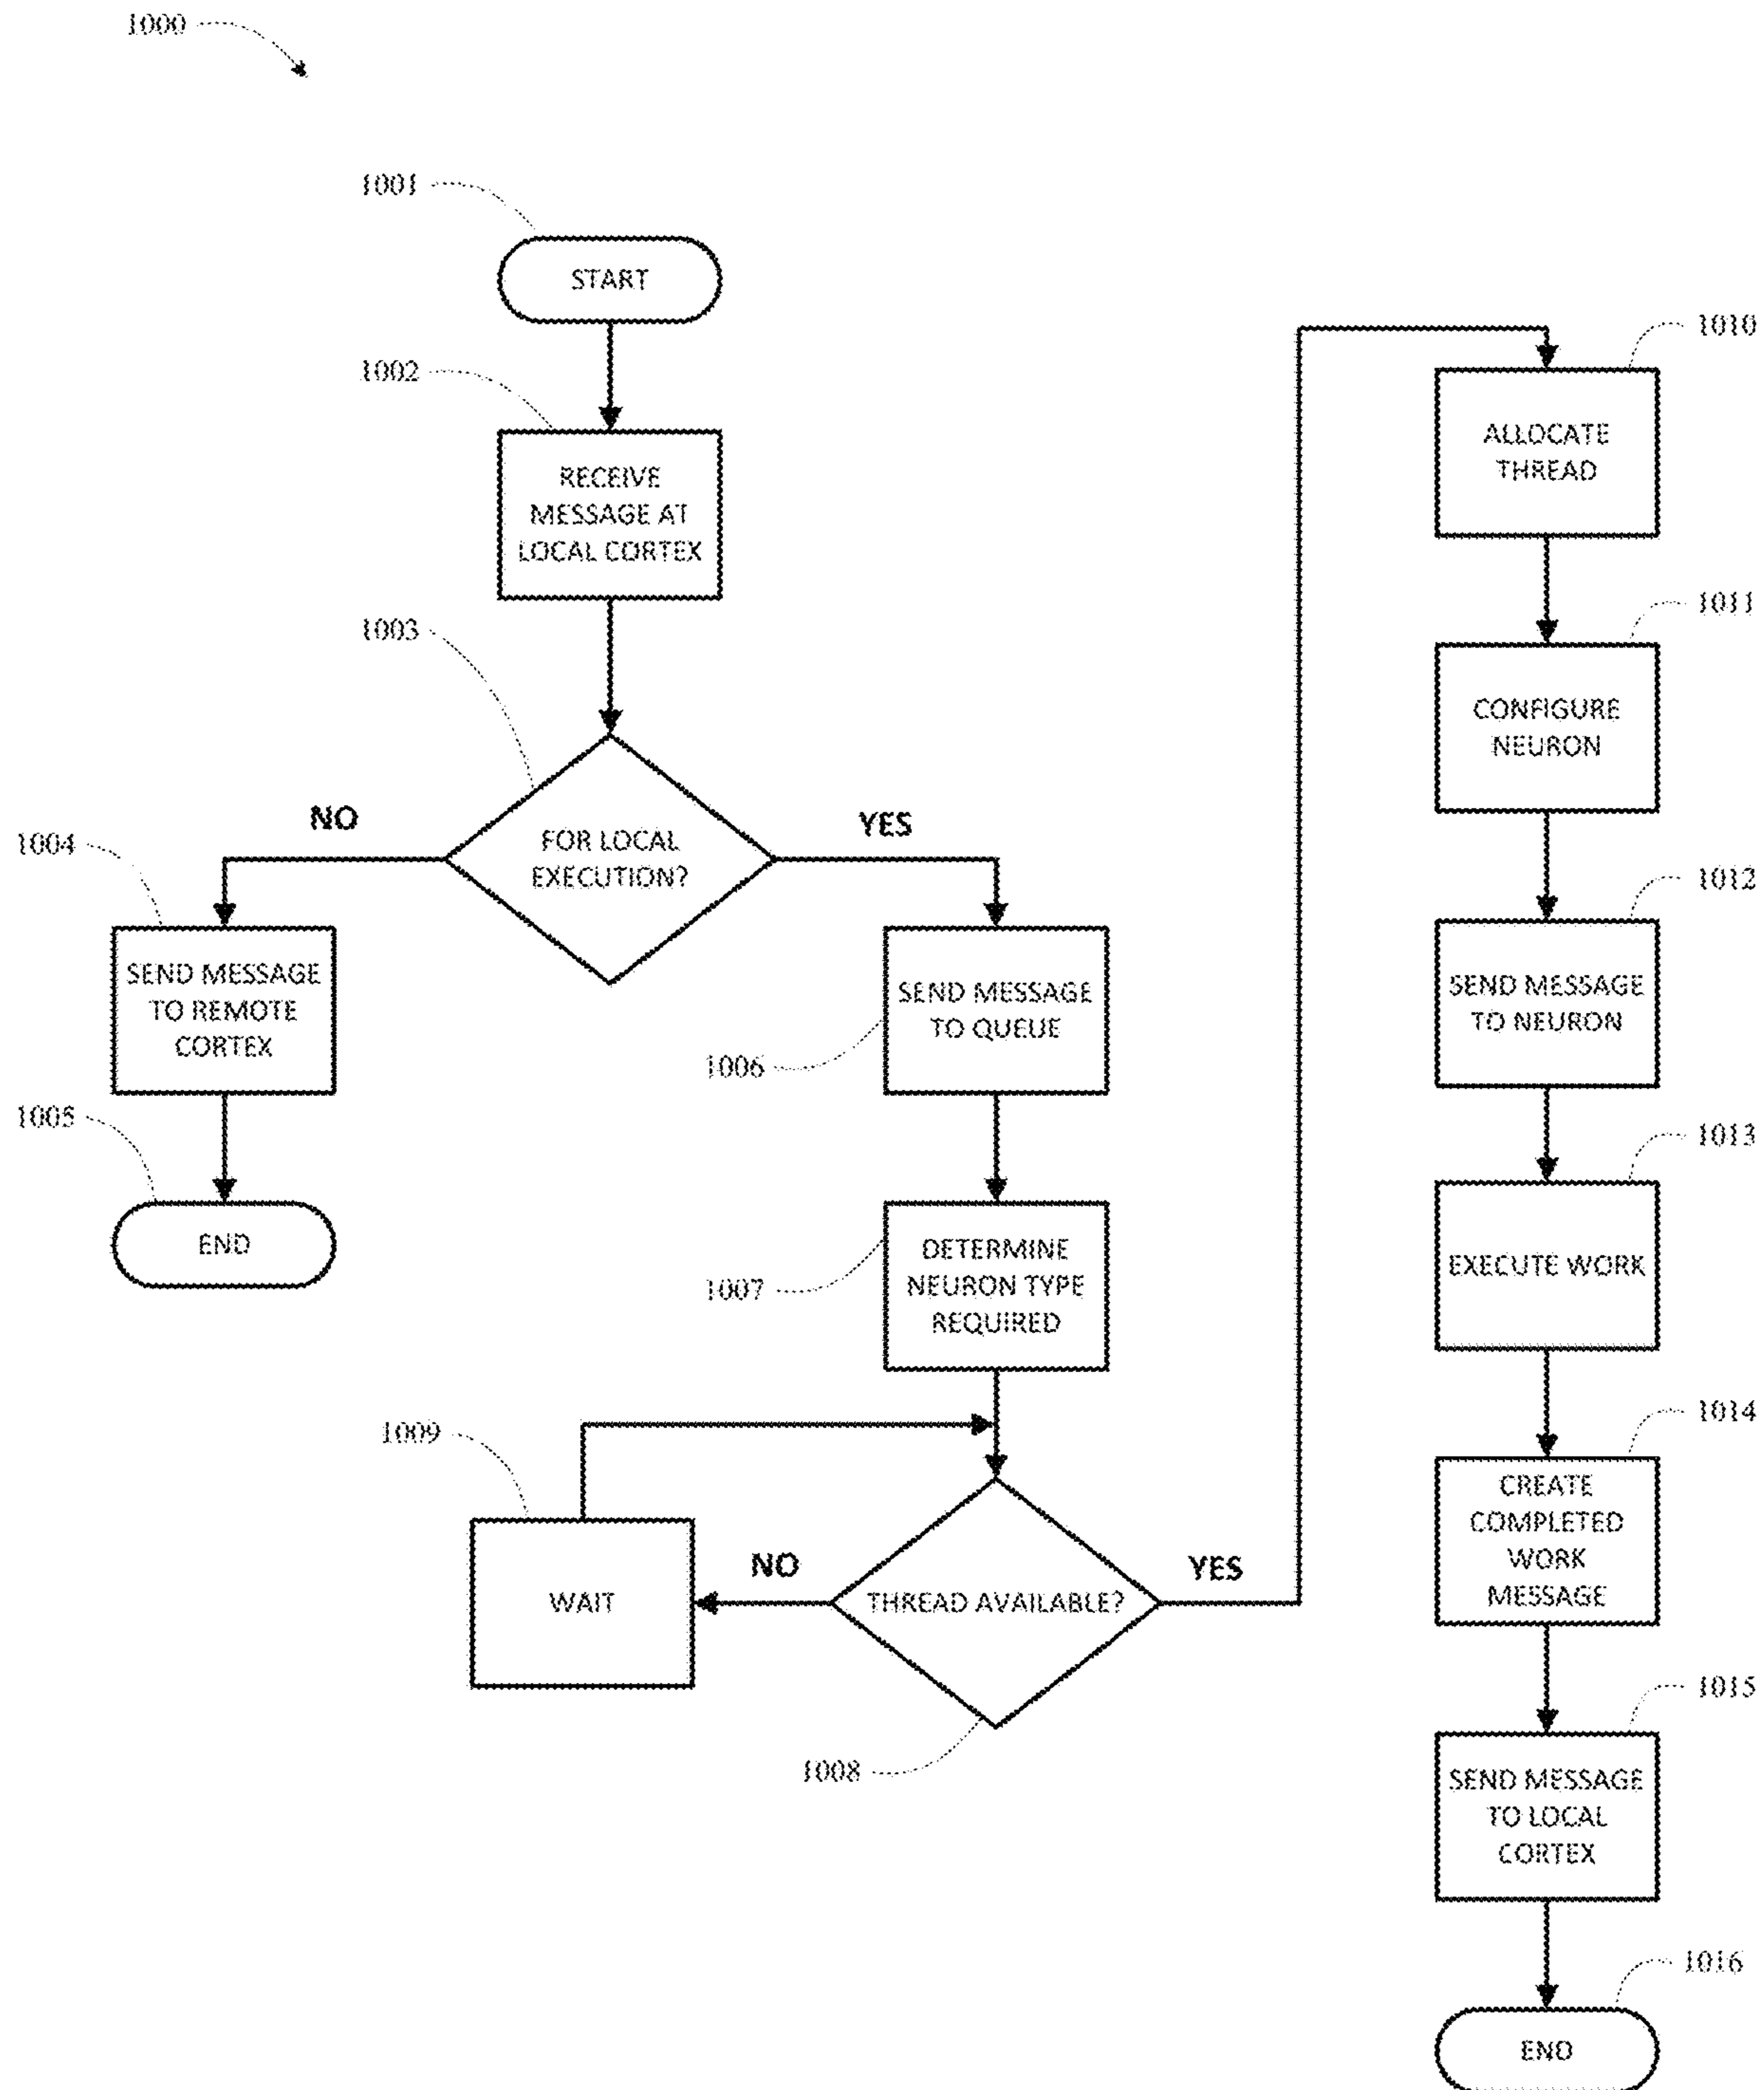 1000
1001
START
1002
RECEIVE
MESSAGE AT
LOCAL CORTEX
1003
FOR LOCAL
EXECUTION?
NO
YES
1004
SEND MESSAGE
TO REMOTE
CORTEX
1005
END
SEND MESSAGE
TO QUEUE
1006
DETERMINE
NEURON TYPE
REQUIRED
1007
1009
WAIT
NO
THREAD AVAILABLE?
YES
1008
1010
ALLOCATE
THREAD
1011
CONFIGURE
NEURON
1012
SEND MESSAGE
TO NEURON
1013
EXECUTE WORK
1014
CREATE
COMPLETED
WORK
MESSAGE
1015
SEND MESSAGE
TO LOCAL
CORTEX
1016
END